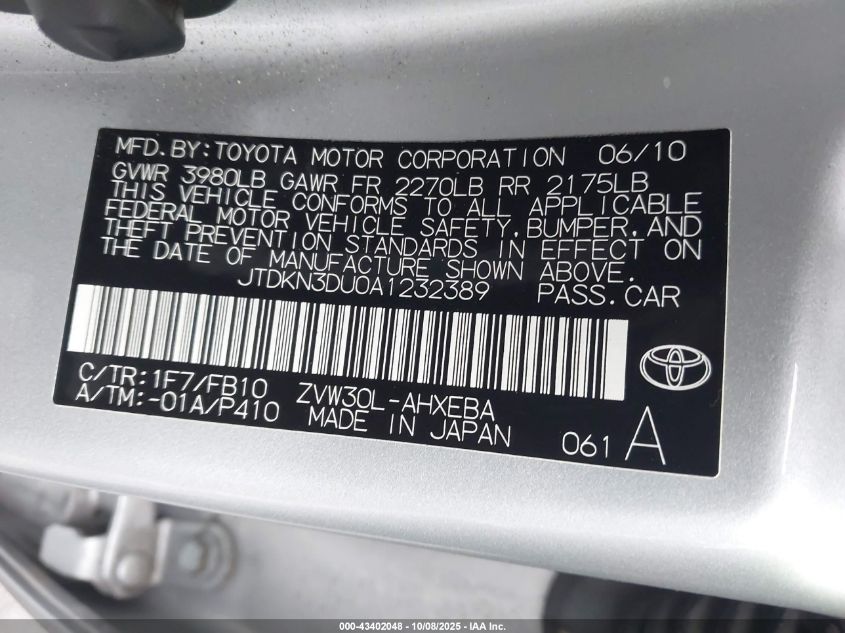 MFD. BY: TOYOTA MOTOR CORPORATION 06/10
GVWR 3980LB GAWR FR 2270LB RR 2175LB
THIS VEHICLE CONFORMS TO ALL APPLICABLE
FEDERAL MOTOR VEHICLE SAFETY, BUMPER, AND
THEFT PREVENTION STANDARDS IN EFFECT ON
THE DATE OF MANUFACTURE SHOWN ABOVE.
JTDKN3DU0A1232389 PASS. CAR
C/TR: 1F7/FB10 ZVW30L-AHXEBA
A/TM: -01A/P410 MADE IN JAPAN
061 A
000-43402048 - 10/08/2025 - IAA Inc.